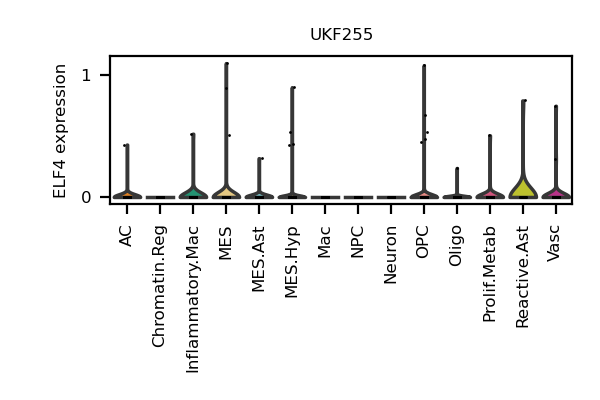 UKF255
ELF4 expression
1
0
AC
Chromatin.Reg
Inflammatory.Mac
MES
MES.Ast
MES.Hyp
Mac
NPC
Neuron
OPC
Oligo
Prolif.Metab
Reactive.Ast
Vasc